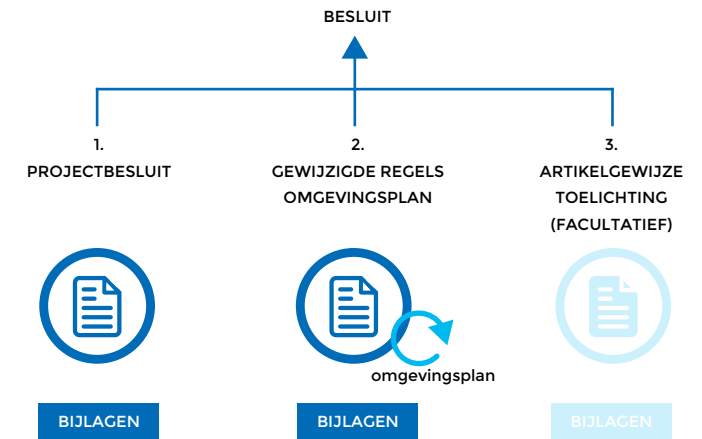 BESLUIT
1.
PROJECTBESLUIT
2.
GEWIJZIGDE REGELS
OMGEVINGSPLAN
3.
ARTIKELGEWIJZE
TOELICHTING
(FACULTATIEF)
omgevingsplan
BIJLAGEN
BIJLAGEN
BIJLAGEN